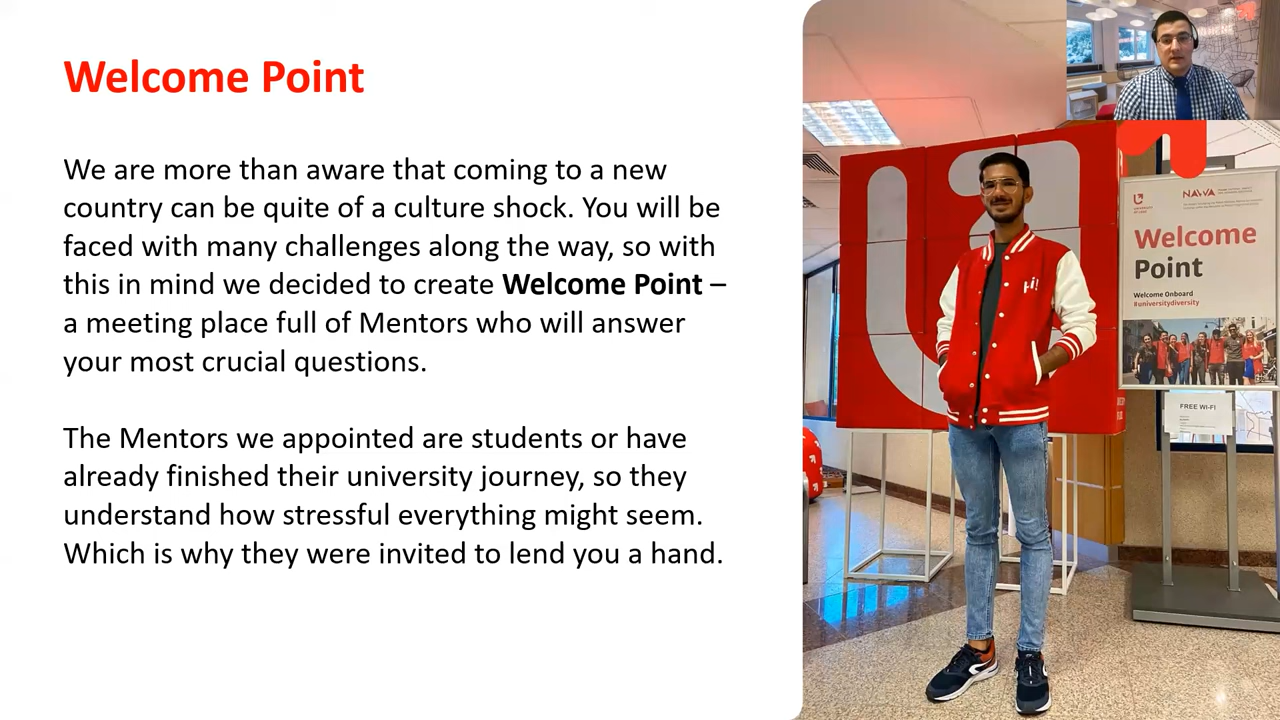 Welcome Point
We are more than aware that coming to a new
country can be quite of a culture shock. You will be
faced with many challenges along the way, so with
this in mind we decided to create Welcome Point –
a meeting place full of Mentors who will answer
your most crucial questions.
The Mentors we appointed are students or have
already finished their university journey, so they
understand how stressful everything might seem.
Which is why they were invited to lend you a hand.
Hi!
NAWA
Welcome
Point
Welcome Onboard
#universitydiversity
FREE WI-FI